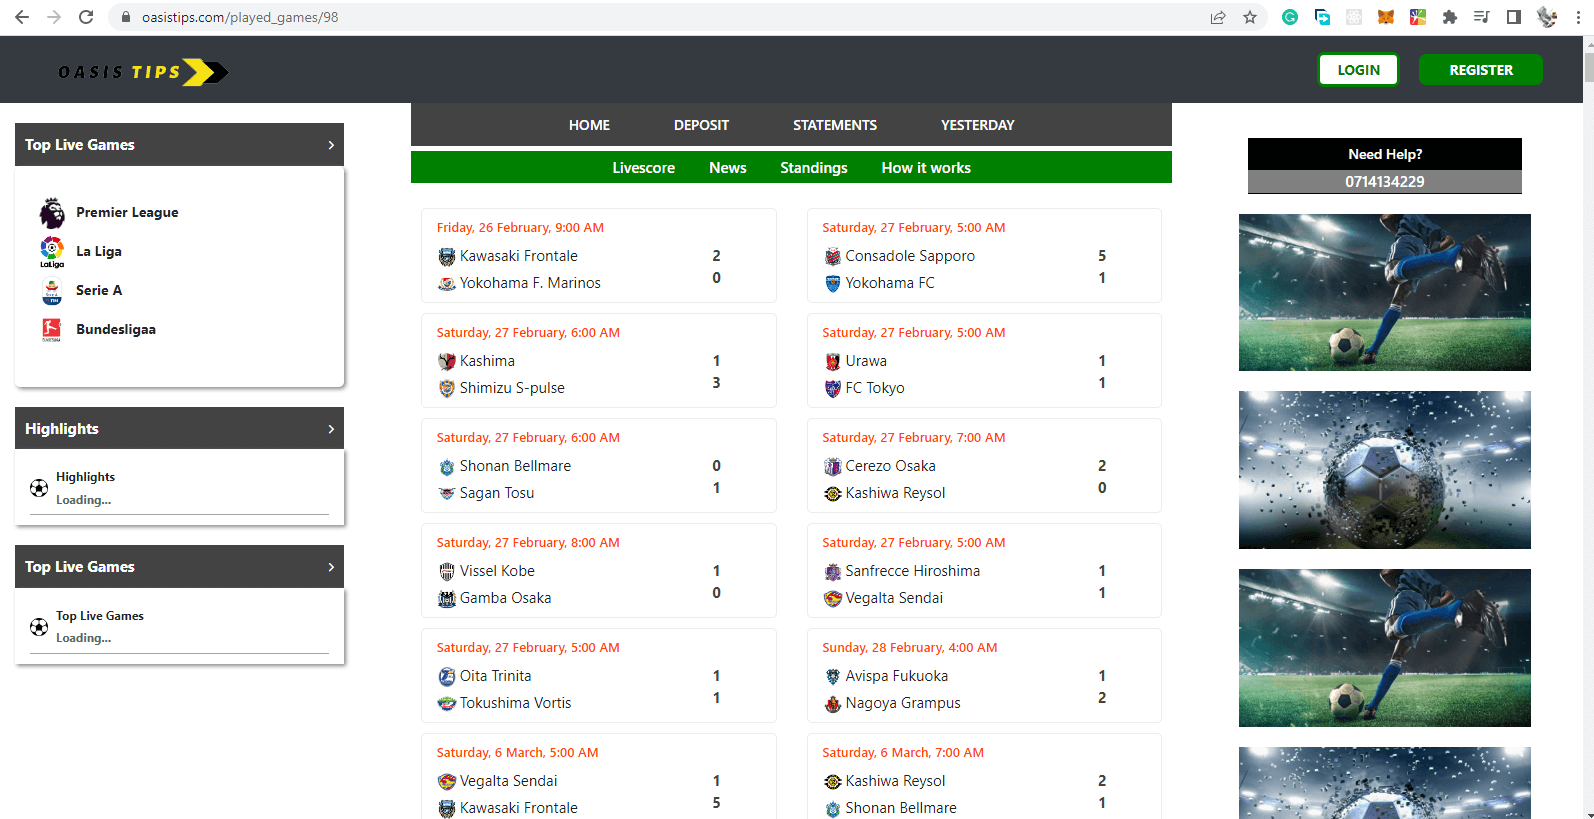 oasistips.com/played_games/98
OASIS TIPS
LOGIN
REGISTER
HOME DEPOSIT STATEMENTS YESTERDAY
Livescore News Standings How it works
Top Live Games
Premier League
La Liga
Serie A
Bundesligaa
Highlights
Highlights
Loading...
Top Live Games
Top Live Games
Loading...
Friday, 26 February, 9:00 AM
Kawasaki Frontale 2
Yokohama F. Marinos 0
Saturday, 27 February, 5:00 AM
Consadole Sapporo 5
Yokohama FC 1
Saturday, 27 February, 6:00 AM
Kashima 1
Shimizu S-pulse 3
Saturday, 27 February, 5:00 AM
Urawa 1
FC Tokyo 1
Saturday, 27 February, 6:00 AM
Shonan Bellmare 0
Sagan Tosu 1
Saturday, 27 February, 7:00 AM
Cerezo Osaka 2
Kashiwa Reysol 0
Saturday, 27 February, 8:00 AM
Vissel Kobe 1
Gamba Osaka 0
Saturday, 27 February, 5:00 AM
Sanfrecce Hiroshima 1
Vegalta Sendai 1
Saturday, 27 February, 5:00 AM
Oita Trinita 1
Tokushima Vortis 1
Sunday, 28 February, 4:00 AM
Avispa Fukuoka 1
Nagoya Grampus 2
Saturday, 6 March, 5:00 AM
Vegalta Sendai 1
Kawasaki Frontale 5
Saturday, 6 March, 7:00 AM
Kashiwa Reysol 2
Shonan Bellmare 1
Need Help?
0714134229